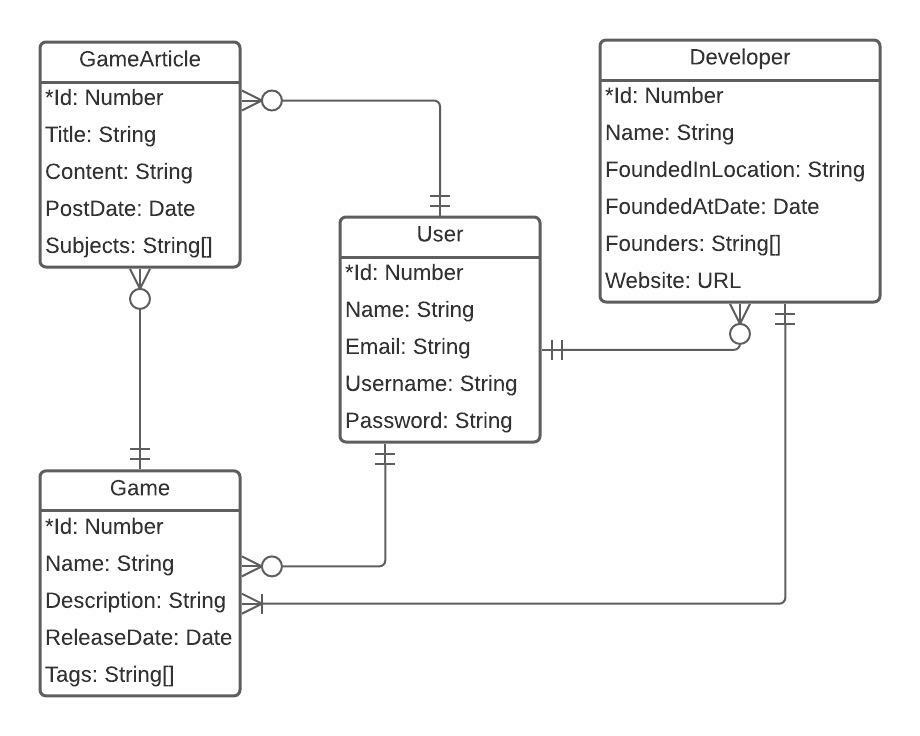 GameArticle
*Id: Number
Title: String
Content: String
PostDate: Date
Subjects: String[]
Developer
*Id: Number
Name: String
FoundedInLocation: String
FoundedAtDate: Date
Founders: String[]
Website: URL
User
*Id: Number
Name: String
Email: String
Username: String
Password: String
Game
*Id: Number
Name: String
Description: String
ReleaseDate: Date
Tags: String[]